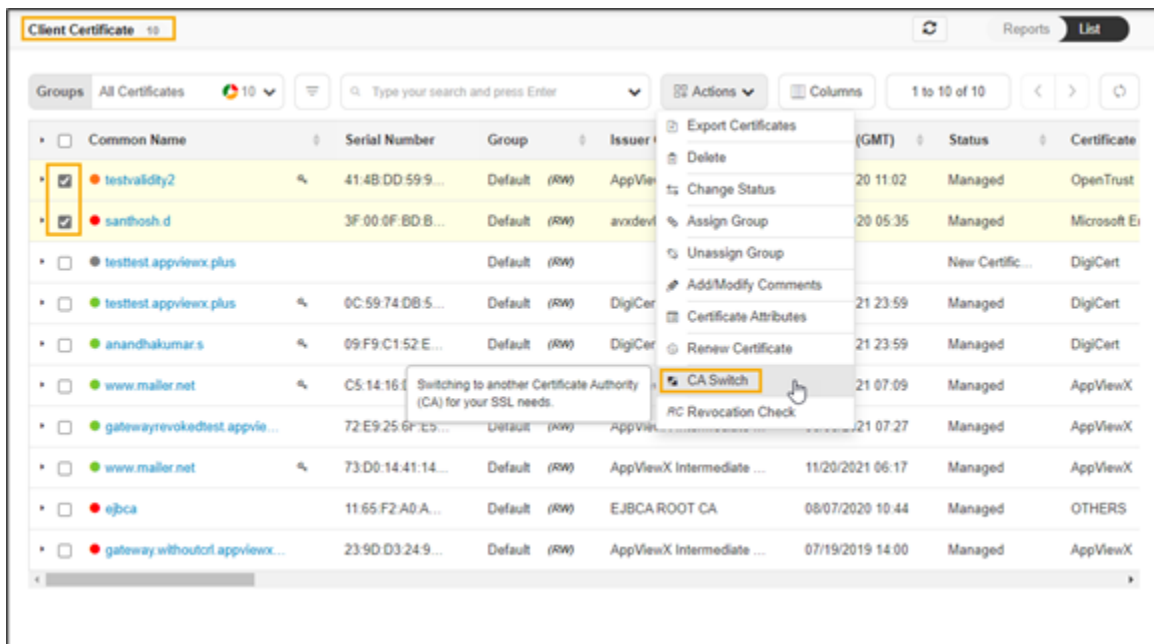 Client Certificate 10
Reports List
Groups All Certificates 10 Type your search and press Enter Actions Columns 1 to 10 of 10
Common Name Serial Number Group Issuer (GMT) Status Certificate
testvalidity2 41:4B:DD:59:9... Default (RW) 20 11:02 Managed OpenTrust
santhosh.d 3F:00:0F:BD:B... Default (RW) 20 05:35 Managed Microsoft
testtest.appviewx.plus Default (RW) New Certific... DigiCert
testtest.appviewx.plus 0C:59:74:DB:5... Default (RW) DigiCer 21 23:59 Managed DigiCert
anandhakumar.s 09:F9:C1:52:E... Default (RW) DigiCer 21 23:59 Managed DigiCert
www.mailer.net C5:14:16: 21 07:09 Managed AppViewX
gatewayrevokedtest.appvie... 72:E9:25:6F:E5... Default (RW) 21 07:27 Managed AppViewX
www.mailer.net 73:D0:14:41:14... Default (RW) AppViewX Intermediate ... 11/20/2021 06:17 Managed AppViewX
ejbca 11:65:F2:A0:A... Default (RW) EJBCA ROOT CA 08/07/2020 10:44 Managed OTHERS
gateway.withoutcrl.appviewx... 23:9D:D3:24:9... Default (RW) AppViewX Intermediate ... 07/19/2019 14:00 Managed AppViewX
Export Certificates
Delete
Change Status
Assign Group
Unassign Group
Add/Modify Comments
Certificate Attributes
Renew Certificate
CA Switch
RC Revocation Check
Switching to another Certificate Authority
(CA) for your SSL needs.